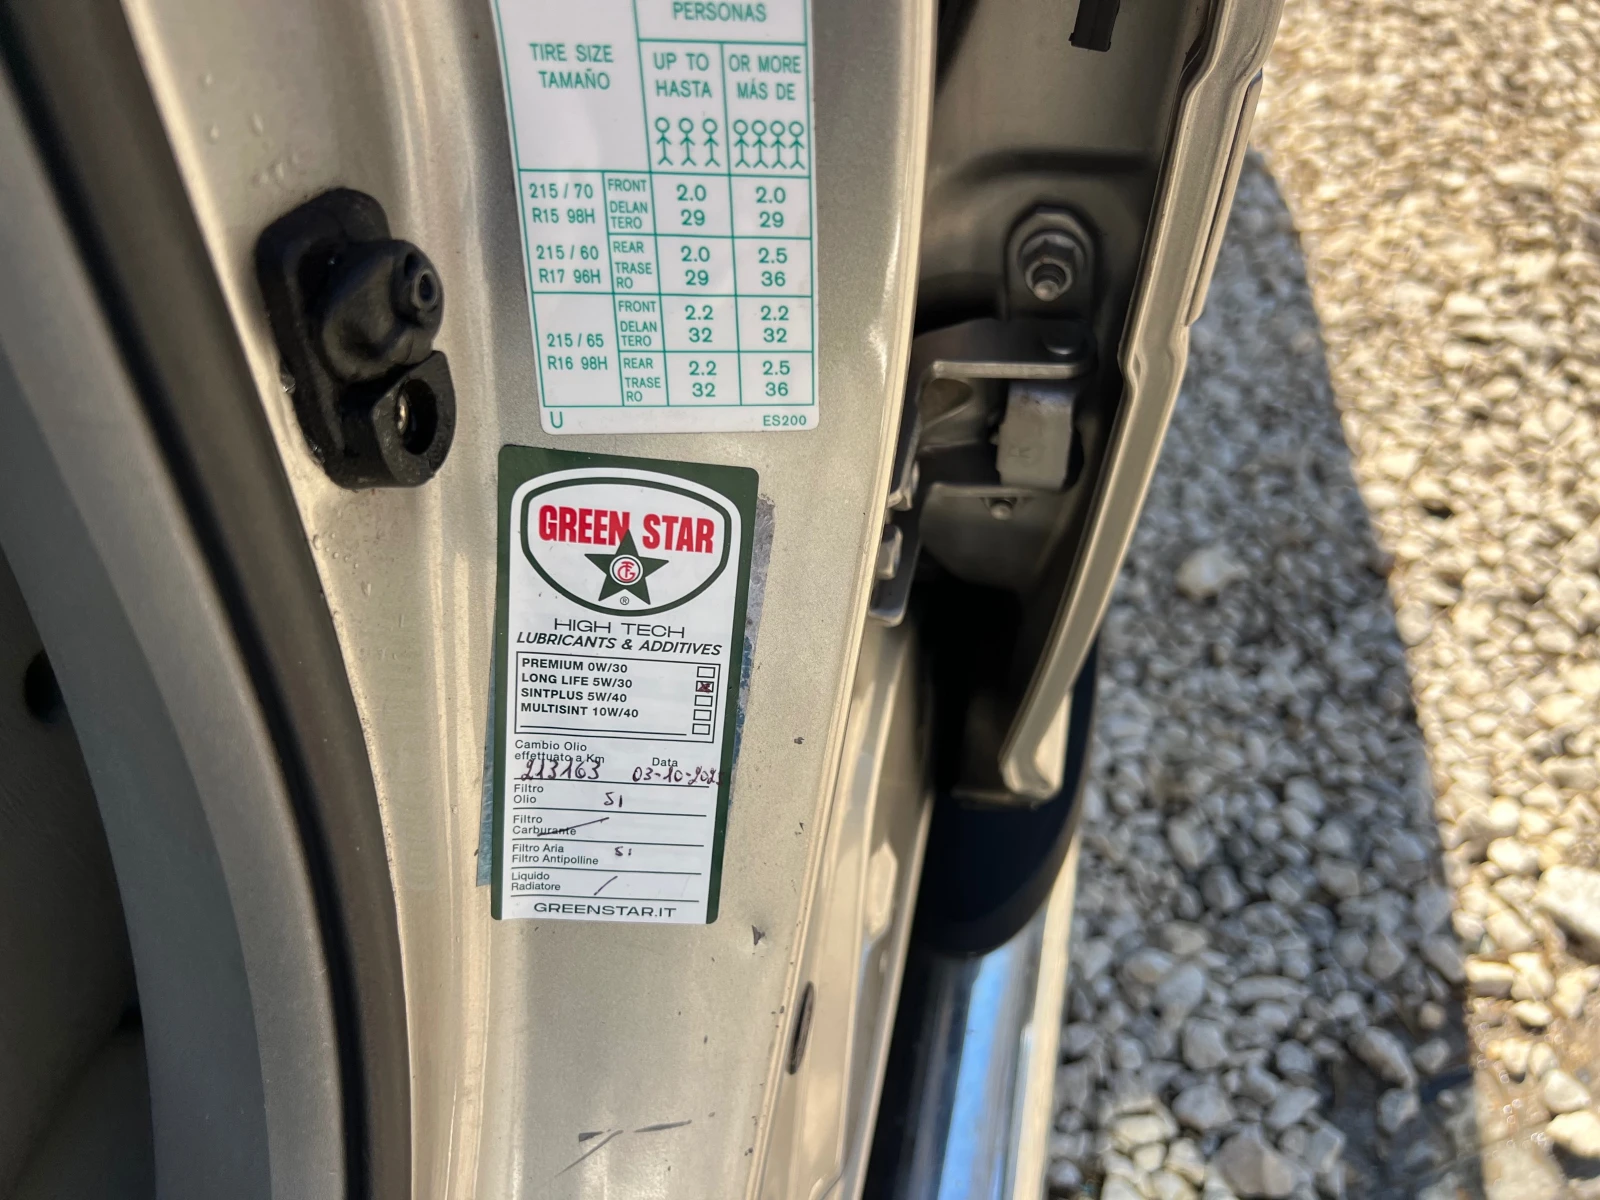 PERSONAS
TIRE SIZE
TAMAÑO
UP TO
HASTA
OR MORE
MÁS DE
215 / 70
R15 98H
215 / 60
R17 96H
FRONT
DELAN
TERO
2.0
29
2.0
29
REAR
TRASE
RO
2.0
29
2.5
36
215 / 65
R16 98H
FRONT
DELAN
TERO
2.2
32
2.2
32
REAR
TRASE
RO
2.2
32
2.5
36
U ES200
GREEN STAR
®
HIGH TECH
LUBRICANTS & ADDITIVES
PREMIUM 0W/30
LONG LIFE 5W/30
SINTPLUS 5W/40
MULTISINT 10W/40
Cambio Olio
effettuato a Km Data
213163 03-10-202
Filtro
Olio SI
Filtro
Carburante
Filtro Aria Si
Filtro Antipolline
Liquido
Radiatore
GREENSTAR.IT